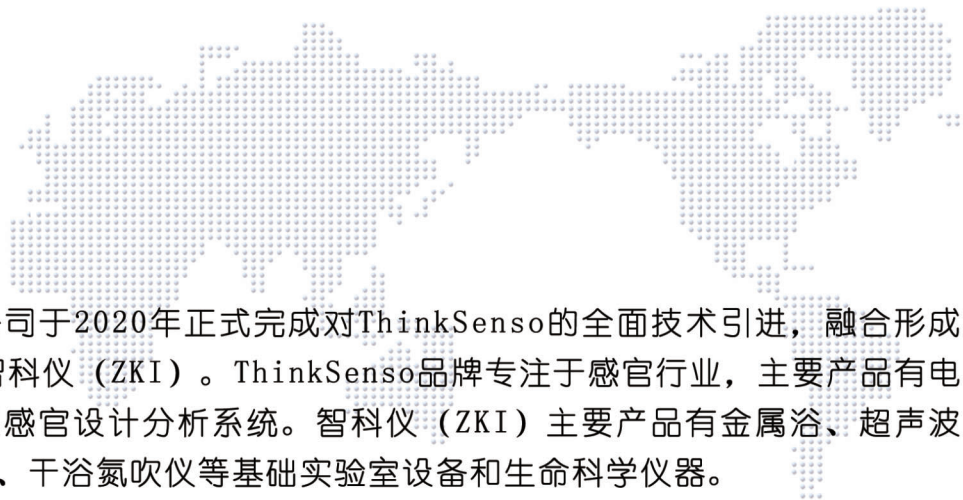 司于2020年正式完成对ThinkSenso的全面技术引进，融合形成
智科仪（ZKI）。ThinkSenso品牌专注于感官行业，主要产品有电
感官设计分析系统。智科仪（ZKI）主要产品有金属浴、超声波
、干浴氮吹仪等基础实验室设备和生命科学仪器。